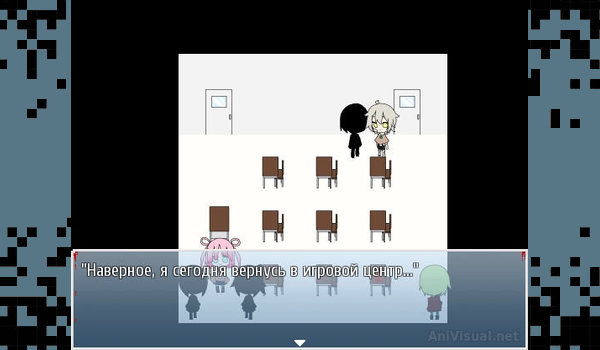 "Наверное, я сегодня вернусь в игровой центр..."
AniVisual.net